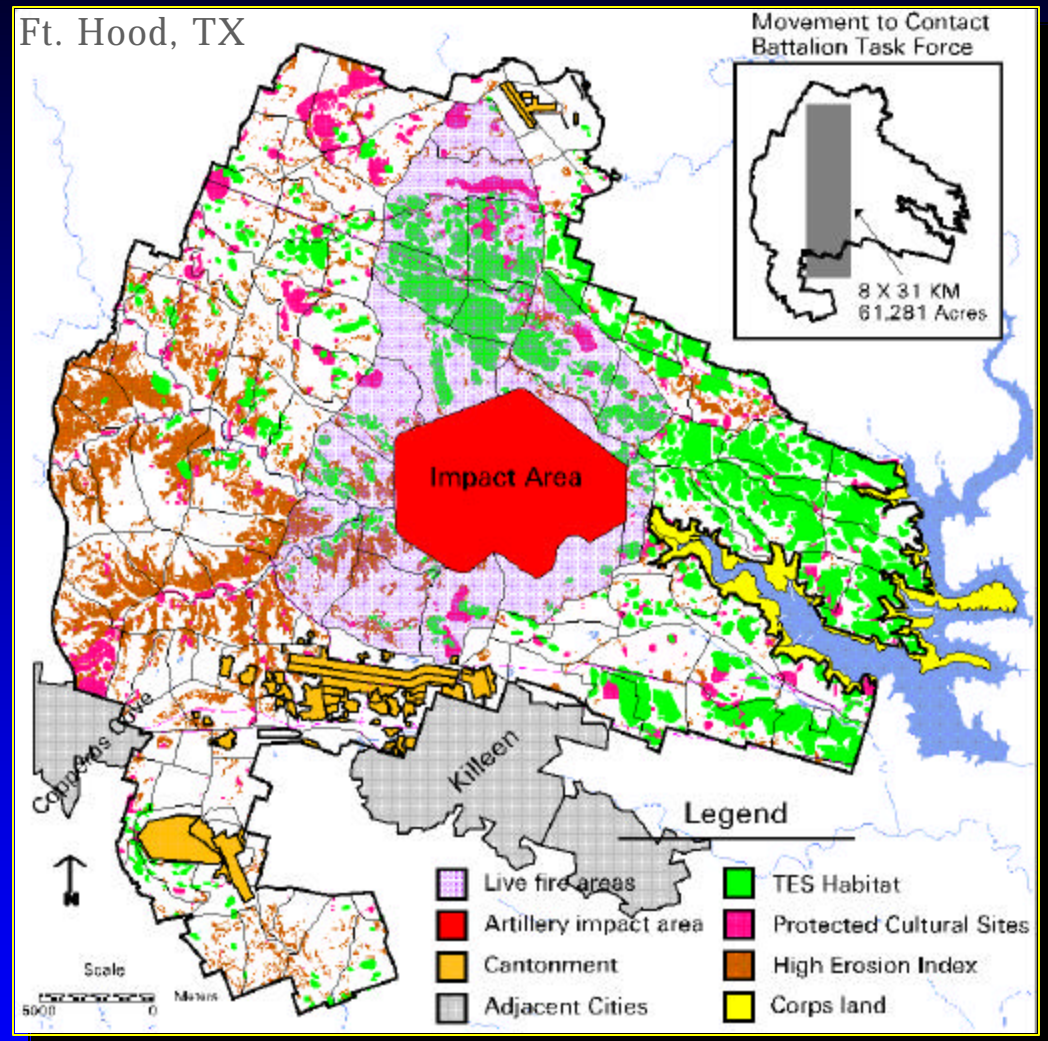 Ft. Hood, TX
Movement to Contact
Battalion Task Force
8 X 31 KM
61,281 Acres
Impact Area
Copperas Cove
Killeen
Legend
Live fire areas
Artillery impact area
Cantonment
Adjacent Cities
TES Habitat
Protected Cultural Sites
High Erosion Index
Corps land
N
Scale
Meters
5000 0